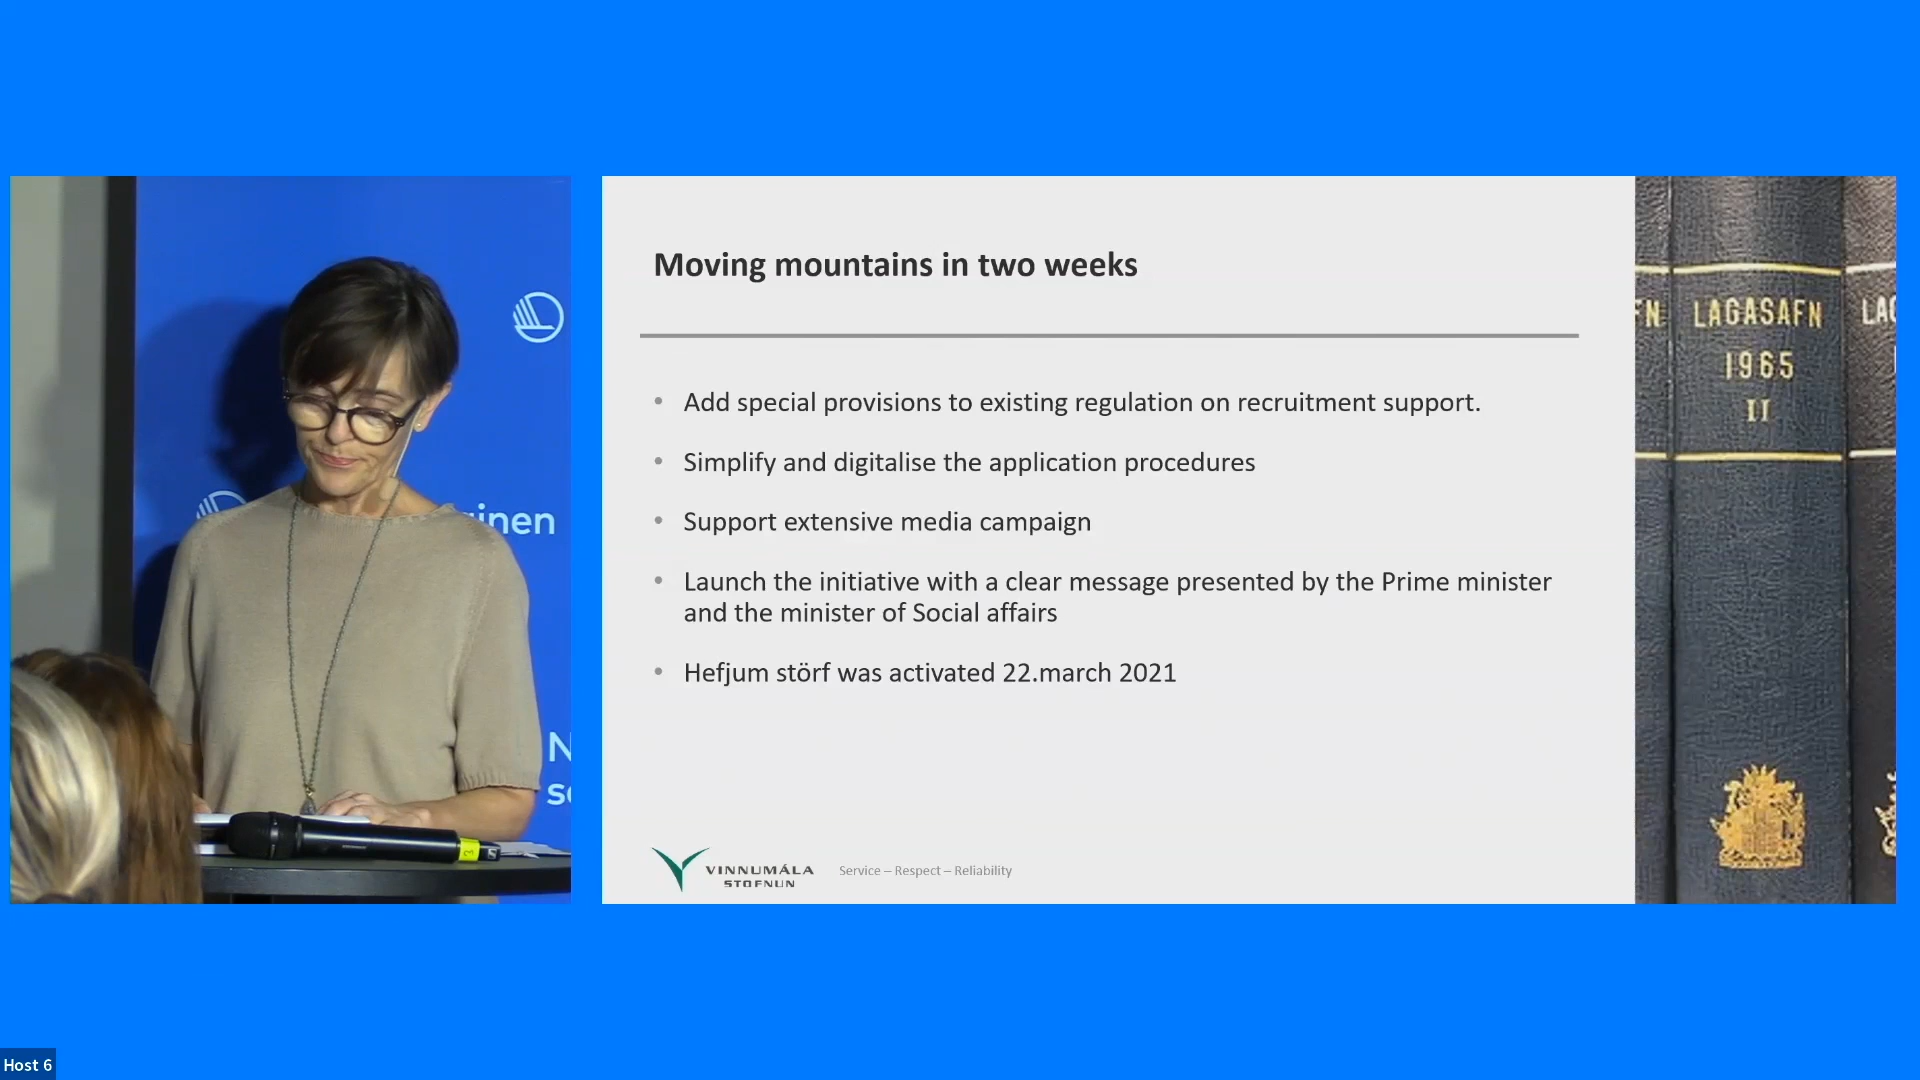 Moving mountains in two weeks
• Add special provisions to existing regulation on recruitment support.
• Simplify and digitalise the application procedures
• Support extensive media campaign
• Launch the initiative with a clear message presented by the Prime minister
and the minister of Social affairs
• Hefjum störf was activated 22.march 2021
VINNUMÁLA
STOFNUN
Service – Respect – Reliability
FN
LAGASAFN
1965
II
LAG
inen
N
Host 6